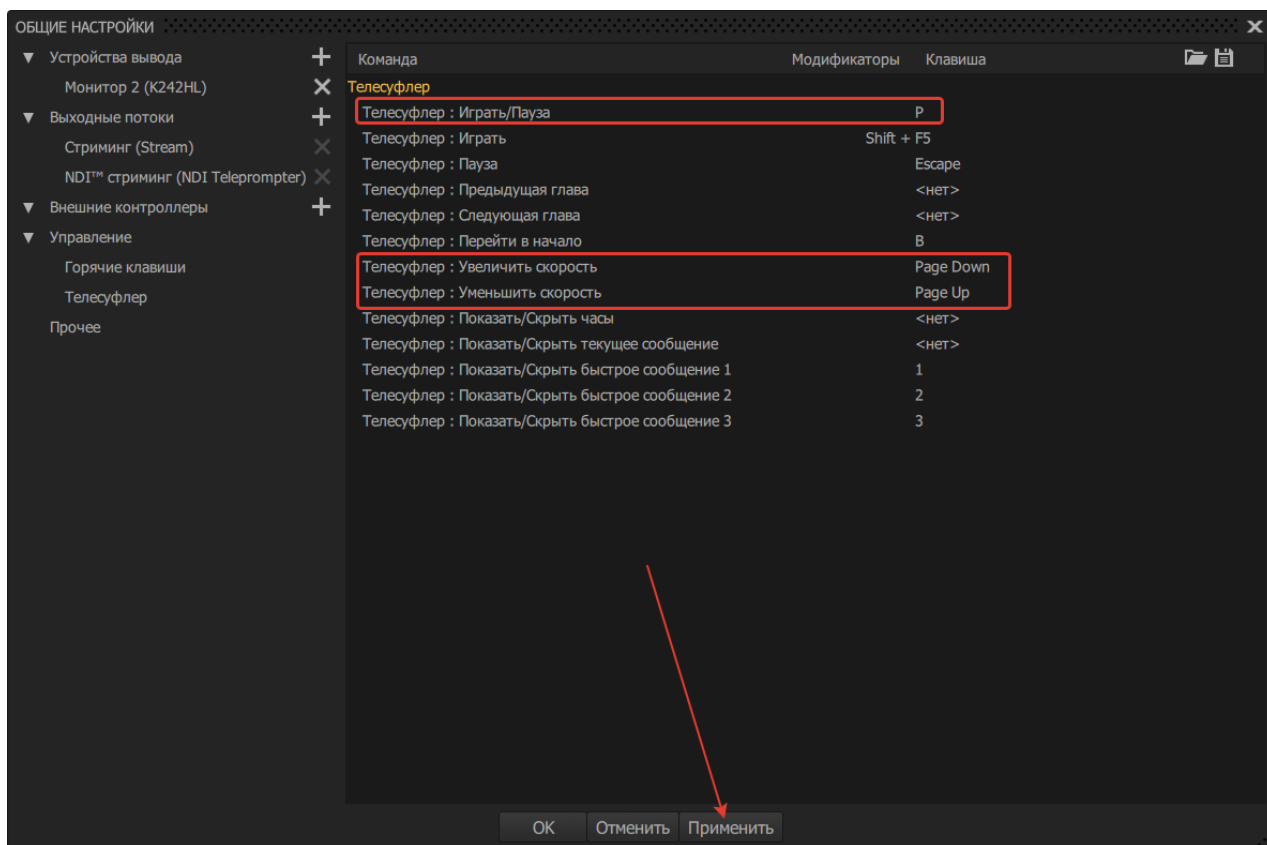 ОБЩИЕ НАСТРОЙКИ
Устройства вывода
Монитор 2 (K242HL)
Выходные потоки
Стриминг (Stream)
NDI™ стриминг (NDI Teleprompter)
Внешние контроллеры
Управление
Горячие клавиши
Телесуфлер
Прочее
Команда Модификаторы Клавиша
Телесуфлер
Телесуфлер : Играть/Пауза P
Телесуфлер : Играть Shift + F5
Телесуфлер : Пауза Escape
Телесуфлер : Предыдущая глава <нет>
Телесуфлер : Следующая глава <нет>
Телесуфлер : Перейти в начало B
Телесуфлер : Увеличить скорость Page Down
Телесуфлер : Уменьшить скорость Page Up
Телесуфлер : Показать/Скрыть часы <нет>
Телесуфлер : Показать/Скрыть текущее сообщение <нет>
Телесуфлер : Показать/Скрыть быстрое сообщение 1 1
Телесуфлер : Показать/Скрыть быстрое сообщение 2 2
Телесуфлер : Показать/Скрыть быстрое сообщение 3 3
OK Отменить Применить